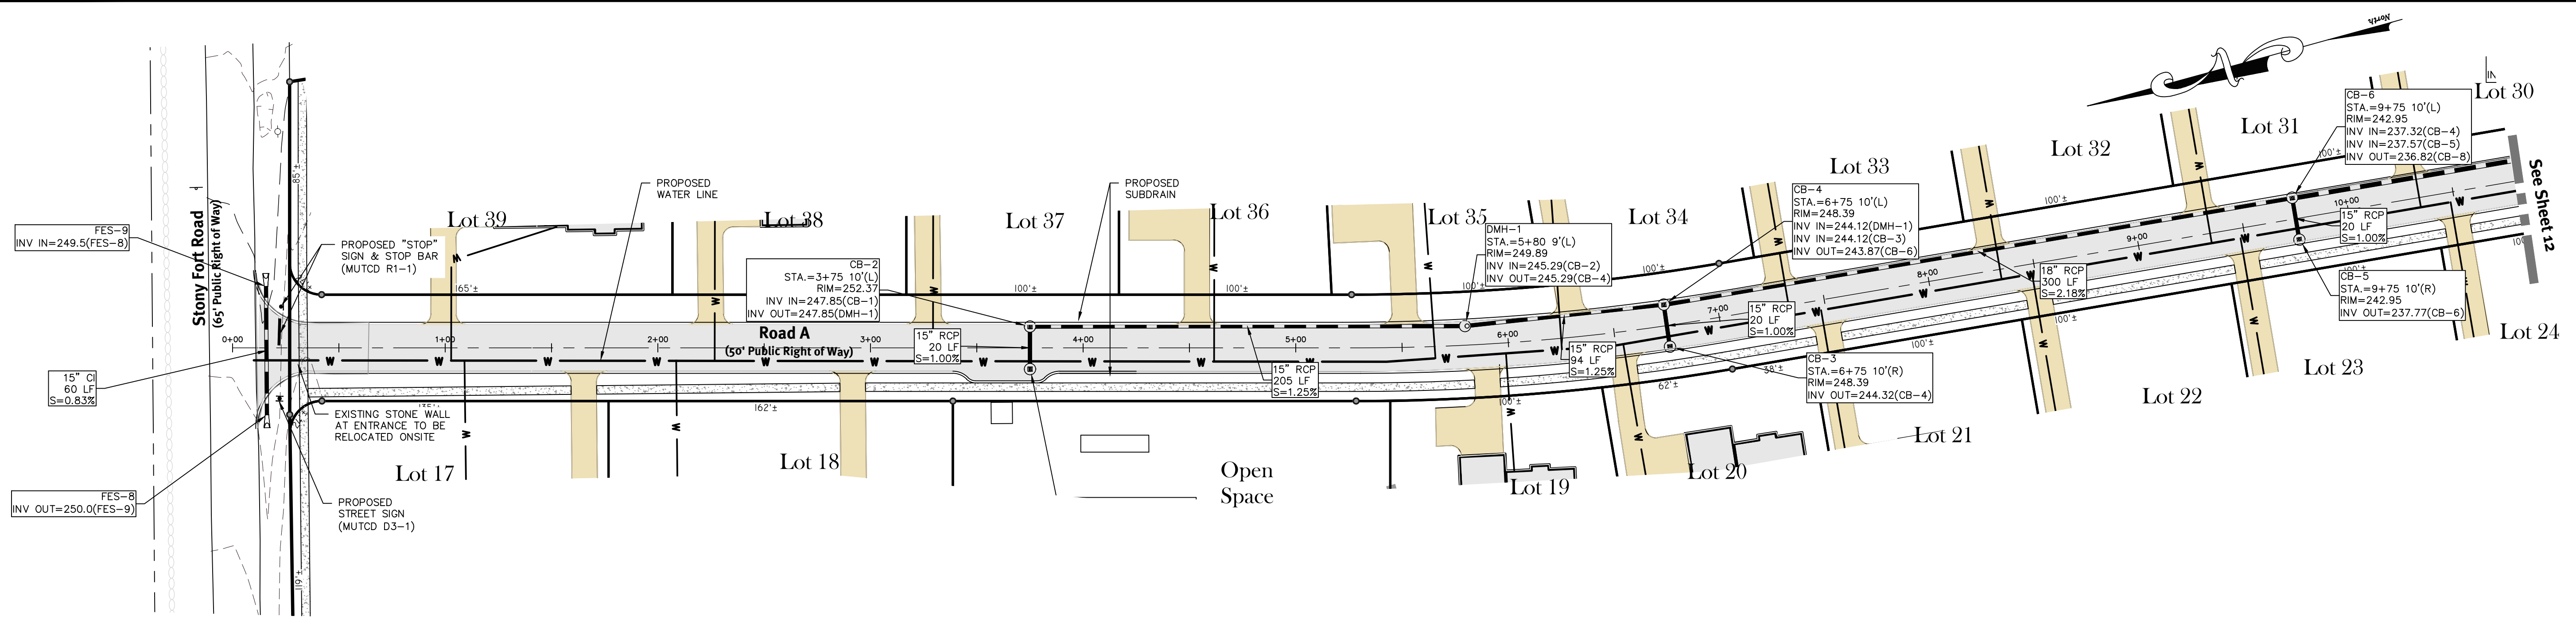 North
Stony Fort Road
(65' Public Right of Way)
FES-9
INV IN=249.5(FES-8)
15" CI
60 LF
S=0.83%
FES-8
INV OUT=250.0(FES-9)
85'±
119'±
PROPOSED "STOP"
SIGN & STOP BAR
(MUTCD R1-1)
EXISTING STONE WALL
AT ENTRANCE TO BE
RELOCATED ONSITE
PROPOSED
STREET SIGN
(MUTCD D3-1)
Lot 39
Lot 38
Lot 37
Lot 36
Lot 35
Lot 34
Lot 33
Lot 32
Lot 31
Lot 30
PROPOSED
WATER LINE
PROPOSED
SUBDRAIN
165'±
100'±
100'±
100'±
100'±
100'±
100'±
CB-2
STA.=3+75 10'(L)
RIM=252.37
INV IN=247.85(CB-1)
INV OUT=247.85(DMH-1)
DMH-1
STA.=5+80 9'(L)
RIM=249.89
INV IN=245.29(CB-2)
INV OUT=245.29(CB-4)
CB-4
STA.=6+75 10'(L)
RIM=248.39
INV IN=244.12(DMH-1)
INV IN=244.12(CB-3)
INV OUT=243.87(CB-6)
CB-6
STA.=9+75 10'(L)
RIM=242.95
INV IN=237.32(CB-4)
INV IN=237.57(CB-5)
INV OUT=236.82(CB-8)
IN
See Sheet 12
Road A
(50' Public Right of Way)
0+00
1+00
2+00
3+00
4+00
5+00
6+00
7+00
8+00
9+00
10+00
W W W W W W W W W W W W W W W W
15" RCP
20 LF
S=1.00%
15" RCP
205 LF
S=1.25%
15" RCP
94 LF
S=1.25%
15" RCP
20 LF
S=1.00%
18" RCP
300 LF
S=2.18%
15" RCP
20 LF
S=1.00%
CB-3
STA.=6+75 10'(R)
RIM=248.39
INV OUT=244.32(CB-4)
CB-5
STA.=9+75 10'(R)
RIM=242.95
INV OUT=237.77(CB-6)
162'±
100'±
62'±
38'±
100'±
100'±
100'±
Lot 17
Lot 18
Open
Space
Lot 19
Lot 20
Lot 21
Lot 22
Lot 23
Lot 24